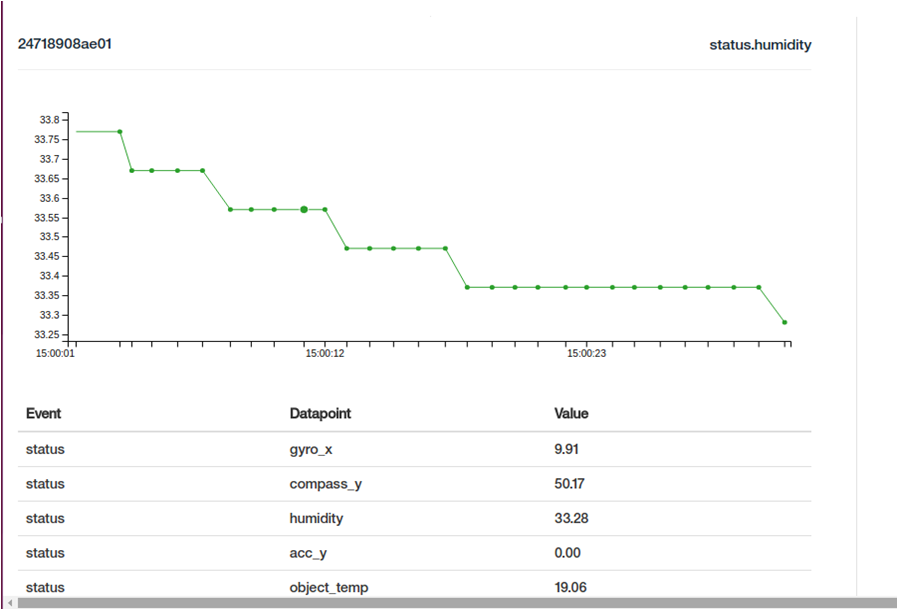 24718908ae01 status.humidity
33.8
33.75
33.7
33.65
33.6
33.55
33.5
33.45
33.4
33.35
33.3
33.25
15:00:01 15:00:12 15:00:23
Event Datapoint Value
status gyro_x 9.91
status compass_y 50.17
status humidity 33.28
status acc_y 0.00
status object_temp 19.06